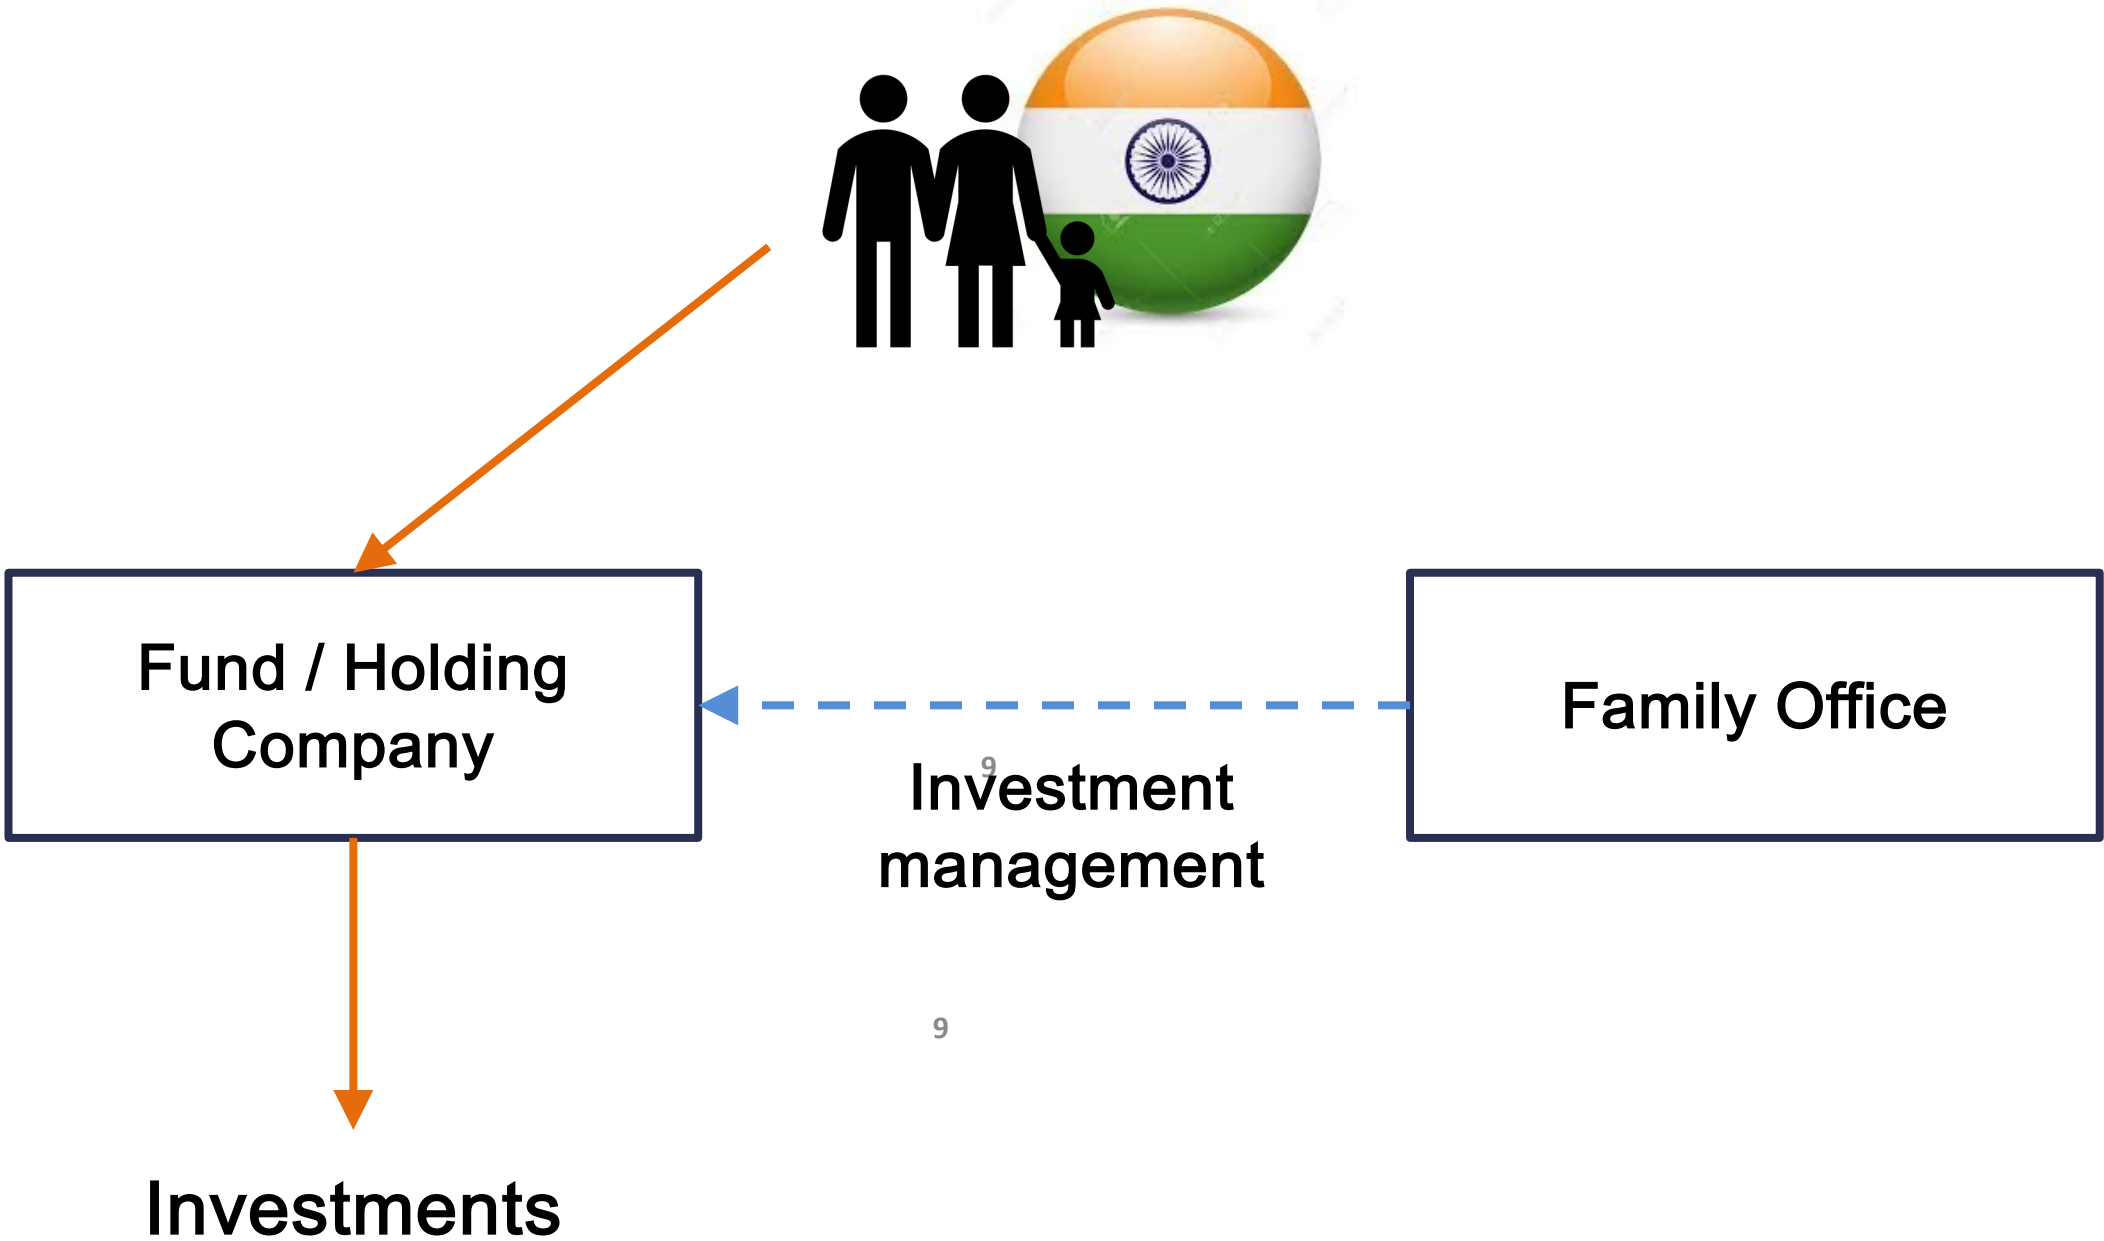 Fund / Holding
Company
Family Office
9
Investment
management
9
Investments